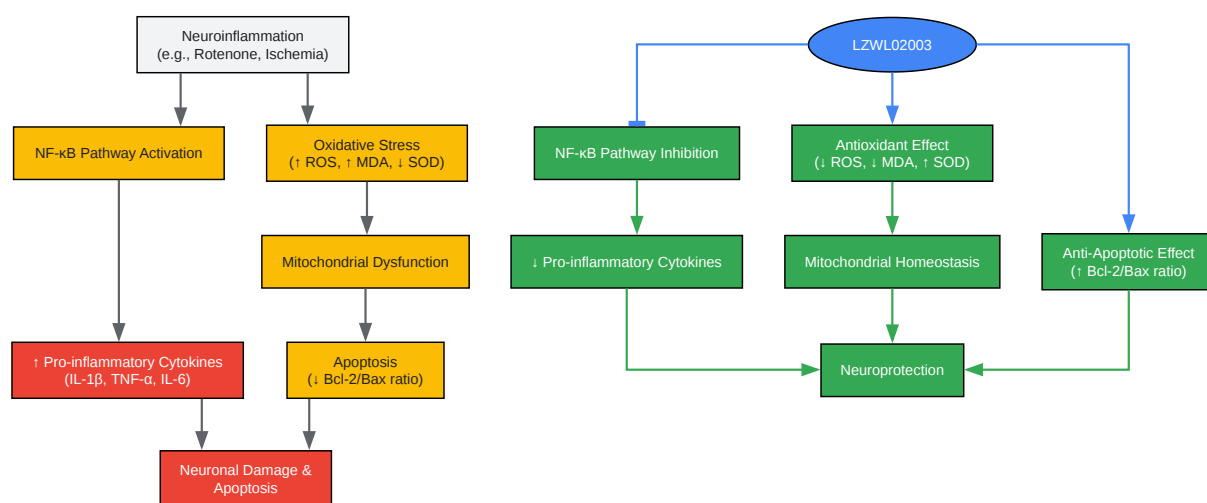 Neuroinflammation
(e.g., Rotenone, Ischemia)
NF-κB Pathway Activation
Oxidative Stress
(↑ ROS, ↑ MDA, ↓ SOD)
Mitochondrial Dysfunction
↑ Pro-inflammatory Cytokines
(IL-1β, TNF-α, IL-6)
Apoptosis
(↓ Bcl-2/Bax ratio)
Neuronal Damage &
Apoptosis
LZWL02003
NF-κB Pathway Inhibition
Antioxidant Effect
(↓ ROS, ↓ MDA, ↑ SOD)
↓ Pro-inflammatory Cytokines
Mitochondrial Homeostasis
Anti-Apoptotic Effect
(↑ Bcl-2/Bax ratio)
Neuroprotection